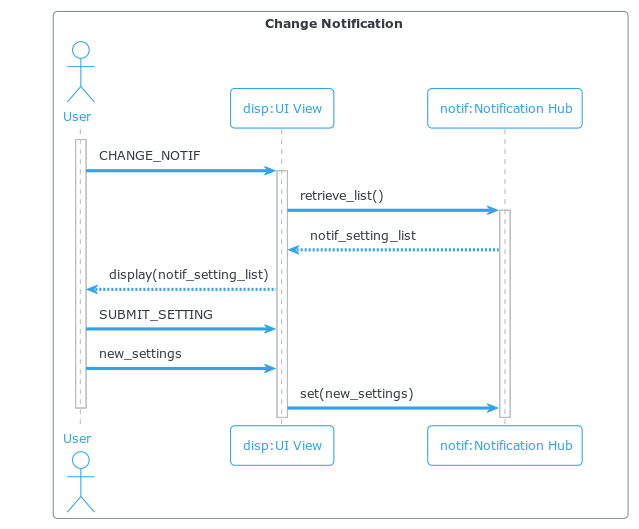 Change Notification
User
disp:UI View
notif:Notification Hub
CHANGE_NOTIF
retrieve_list()
notif_setting_list
display(notif_setting_list)
SUBMIT_SETTING
new_settings
set(new_settings)
User
disp:UI View
notif:Notification Hub